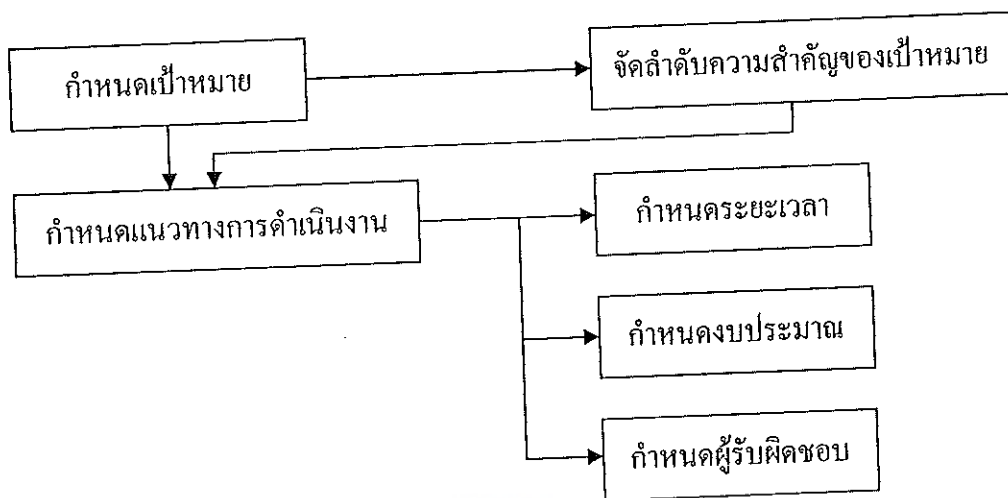 กำหนดเป้าหมาย
จัดลำดับความสำคัญของเป้าหมาย
กำหนดแนวทางการดำเนินงาน
กำหนดระยะเวลา
กำหนดงบประมาณ
กำหนดผู้รับผิดชอบ